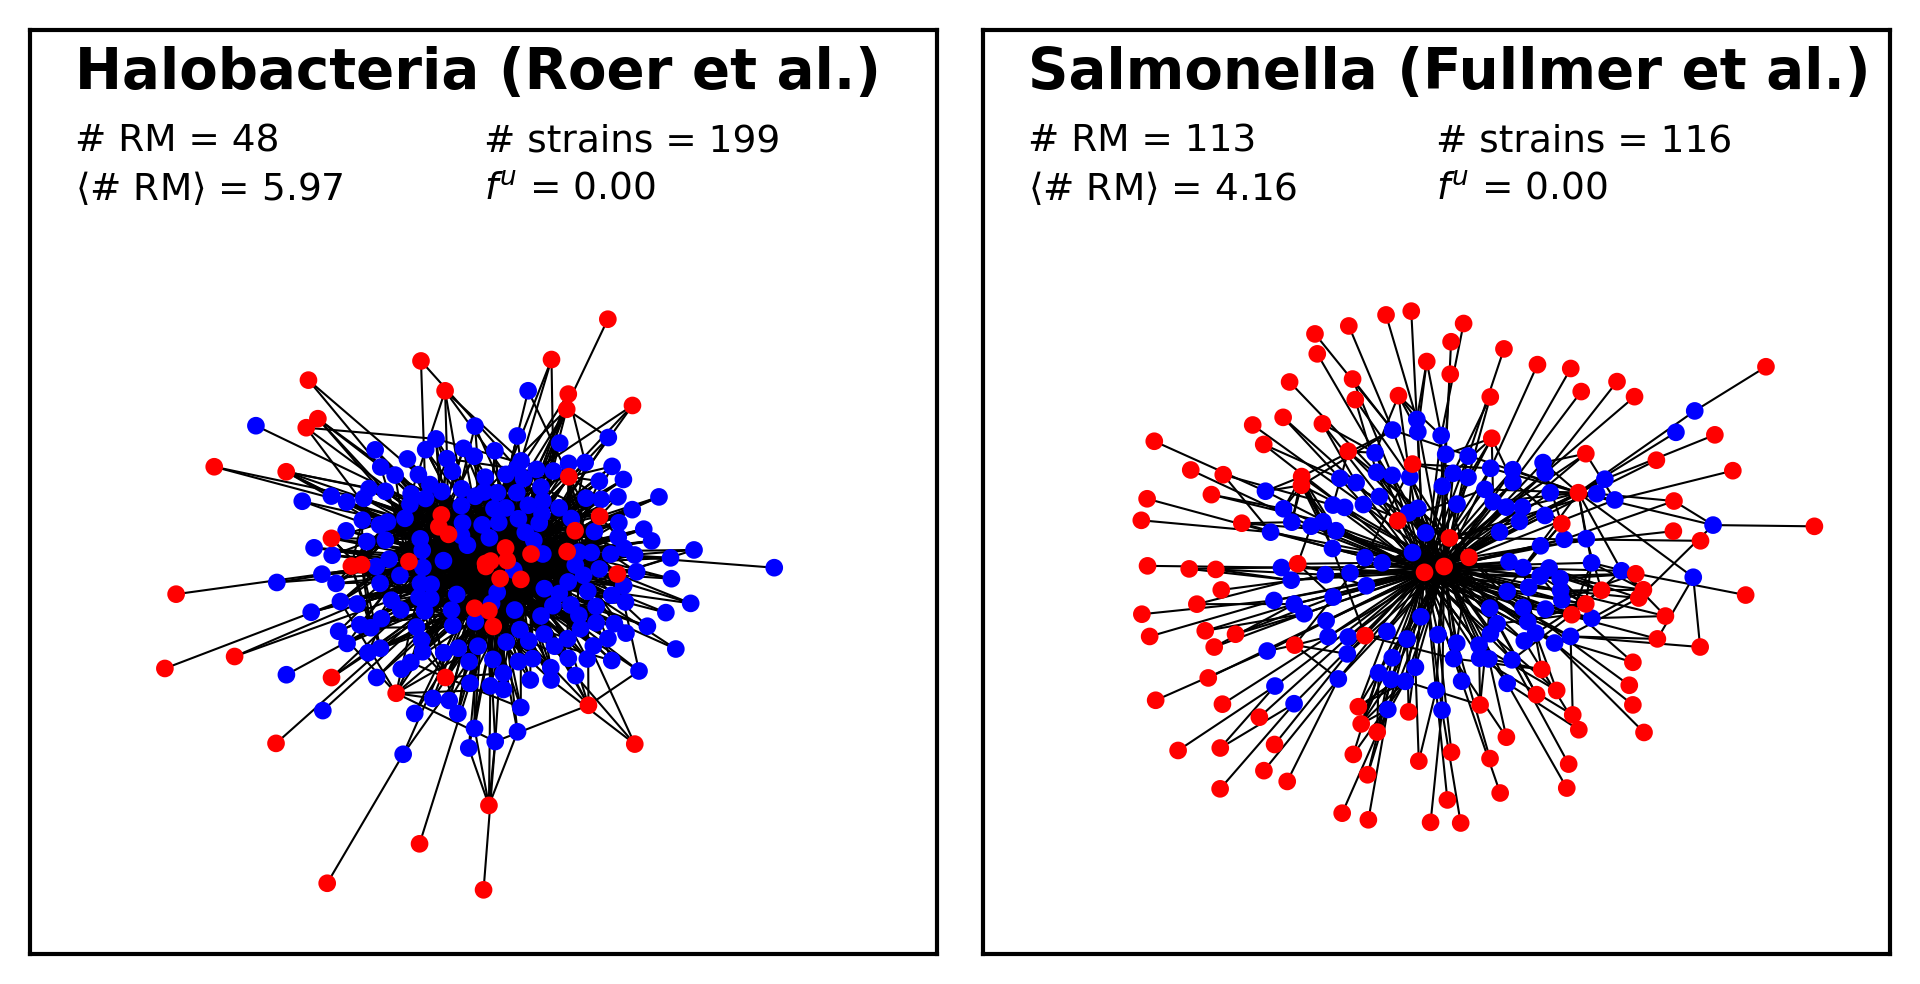 Halobacteria (Roer et al.)
# RM = 48 # strains = 199
⟨# RM⟩ = 5.97 f^u = 0.00
Salmonella (Fullmer et al.)
# RM = 113 # strains = 116
⟨# RM⟩ = 4.16 f^u = 0.00